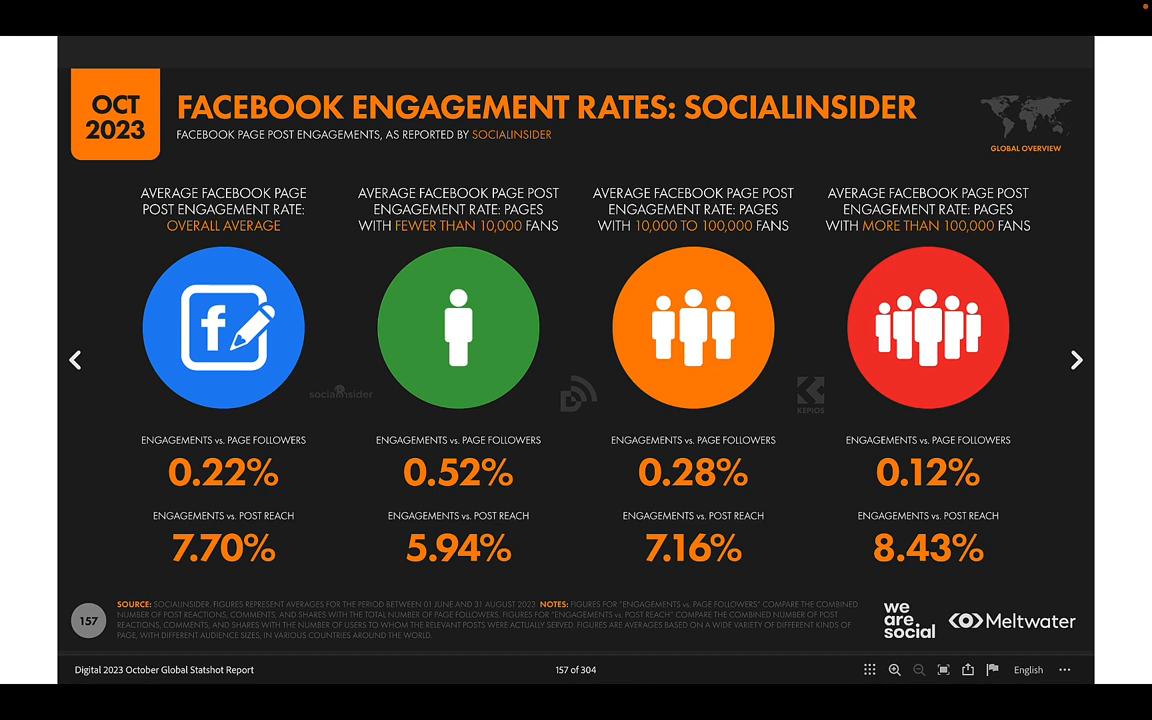 OCT
2023
FACEBOOK ENGAGEMENT RATES: SOCIALINSIDER
FACEBOOK PAGE POST ENGAGEMENTS, AS REPORTED BY SOCIALINSIDER
GLOBAL OVERVIEW
AVERAGE FACEBOOK PAGE
POST ENGAGEMENT RATE:
OVERALL AVERAGE
AVERAGE FACEBOOK PAGE POST
ENGAGEMENT RATE: PAGES
WITH FEWER THAN 10,000 FANS
AVERAGE FACEBOOK PAGE POST
ENGAGEMENT RATE: PAGES
WITH 10,000 TO 100,000 FANS
AVERAGE FACEBOOK PAGE POST
ENGAGEMENT RATE: PAGES
WITH MORE THAN 100,000 FANS
f
socialinsider
KEPIOS
ENGAGEMENTS vs. PAGE FOLLOWERS
0.22%
ENGAGEMENTS vs. POST REACH
7.70%
ENGAGEMENTS vs. PAGE FOLLOWERS
0.52%
ENGAGEMENTS vs. POST REACH
5.94%
ENGAGEMENTS vs. PAGE FOLLOWERS
0.28%
ENGAGEMENTS vs. POST REACH
7.16%
ENGAGEMENTS vs. PAGE FOLLOWERS
0.12%
ENGAGEMENTS vs. POST REACH
8.43%
157
SOURCE: SOCIALINSIDER. FIGURES REPRESENT AVERAGES FOR THE PERIOD BETWEEN 01 JUNE AND 31 AUGUST 2023. NOTES: FIGURES FOR "ENGAGEMENTS vs. PAGE FOLLOWERS" COMPARE THE COMBINED
NUMBER OF POST REACTIONS, COMMENTS, AND SHARES WITH THE TOTAL NUMBER OF PAGE FOLLOWERS. FIGURES FOR "ENGAGEMENTS vs. POST REACH" COMPARE THE COMBINED NUMBER OF POST
REACTIONS, COMMENTS, AND SHARES WITH THE NUMBER OF USERS TO WHOM THE RELEVANT POSTS WERE ACTUALLY SERVED. FIGURES ARE AVERAGES BASED ON A WIDE VARIETY OF DIFFERENT KINDS OF
PAGE, WITH DIFFERENT AUDIENCE SIZES, IN VARIOUS COUNTRIES AROUND THE WORLD.
we
are
social
Meltwater
Digital 2023 October Global Statshot Report
157 of 304
English